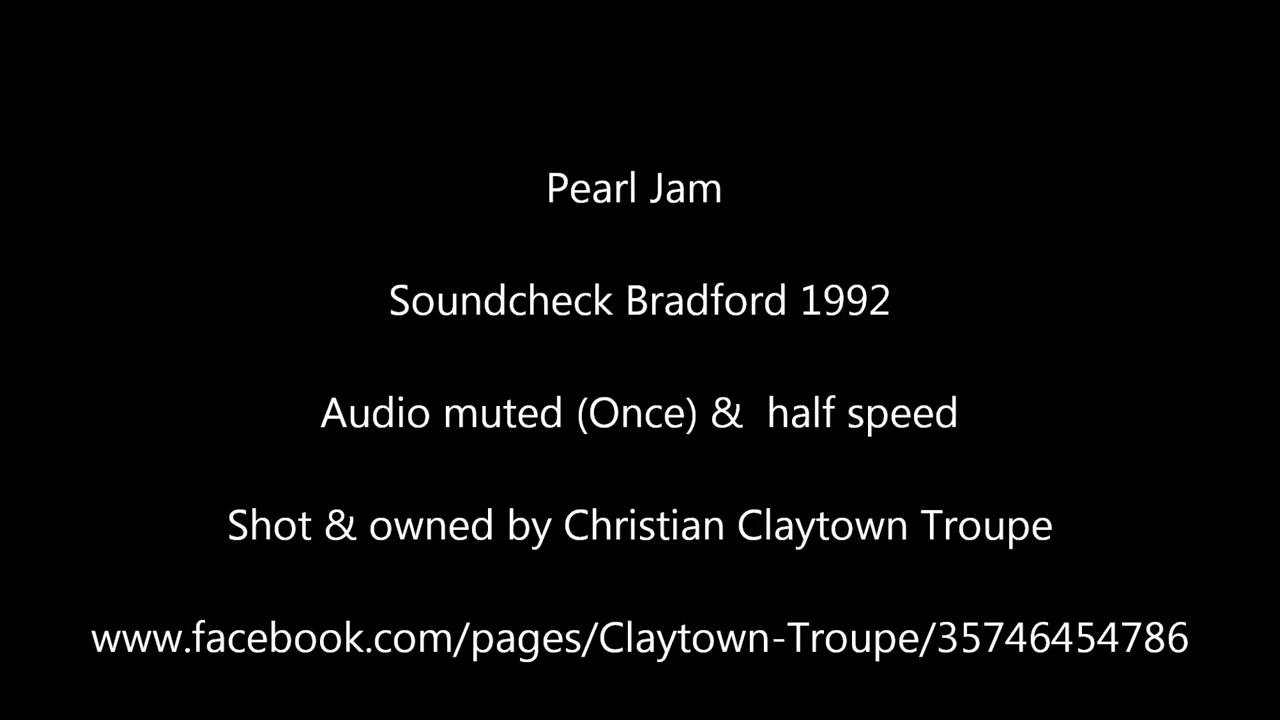 Pearl Jam
Soundcheck Bradford 1992
Audio muted (Once) &  half speed
Shot & owned by Christian Claytown Troupe
www.facebook.com/pages/Claytown-Troupe/35746454786